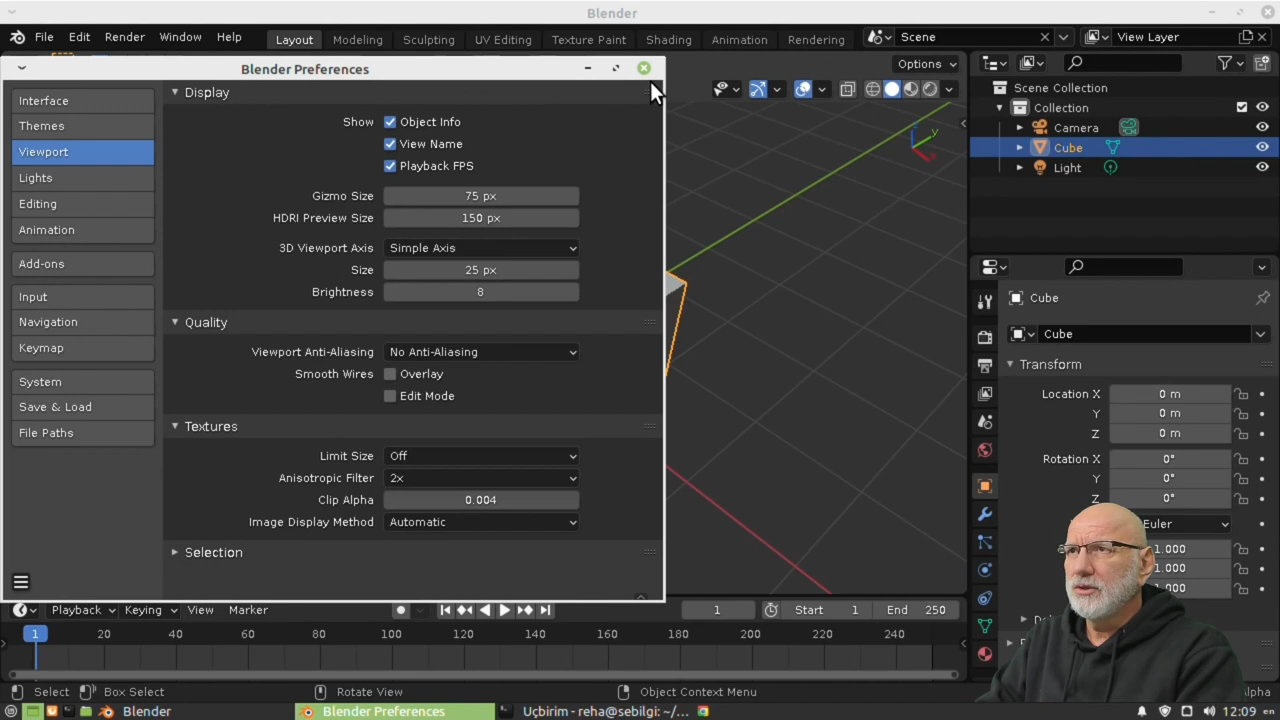 Blender
File Edit Render Window Help Layout Modeling Sculpting UV Editing Texture Paint Shading Animation Rendering Scene View Layer
Blender Preferences
Options
Interface
Themes
Viewport
Lights
Editing
Animation
Add-ons
Input
Navigation
Keymap
System
Save & Load
File Paths
Display
Show Object Info
View Name
Playback FPS
Gizmo Size 75 px
HDRI Preview Size 150 px
3D Viewport Axis Simple Axis
Size 25 px
Brightness 8
Quality
Viewport Anti-Aliasing No Anti-Aliasing
Smooth Wires Overlay
Edit Mode
Textures
Limit Size Off
Anisotropic Filter 2x
Clip Alpha 0.004
Image Display Method Automatic
Selection
z
y
Scene Collection
Collection
Camera
Cube
Light
Cube
Cube
Transform
Location X 0 m
Y 0 m
Z 0 m
Rotation X 0°
Y 0°
Z 0°
Euler
1.000
1.000
.000
Playback Keying View Marker 1 Start 1 End 250
1 20 40 60 80 100 120 140 160 180 200 220 240
Select Box Select Rotate View Object Context Menu Alpha
Blender Blender Preferences Uçbirim - reha@sebilgi: ~/... 12:09 en